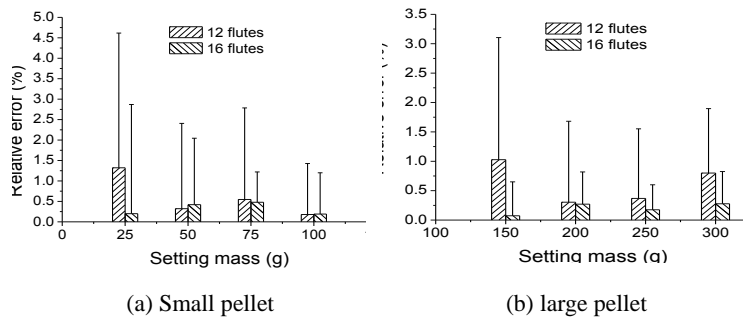 5.0
4.5
4.0
3.5
3.0
2.5
2.0
1.5
1.0
0.5
0.0
Relative error (%)
12 flutes
16 flutes
0 25 50 75 100
Setting mass (g)
(a) Small pellet
3.5
3.0
2.5
2.0
1.5
1.0
0.5
0.0
12 flutes
16 flutes
100 150 200 250 300
Setting mass (g)
(b) large pellet